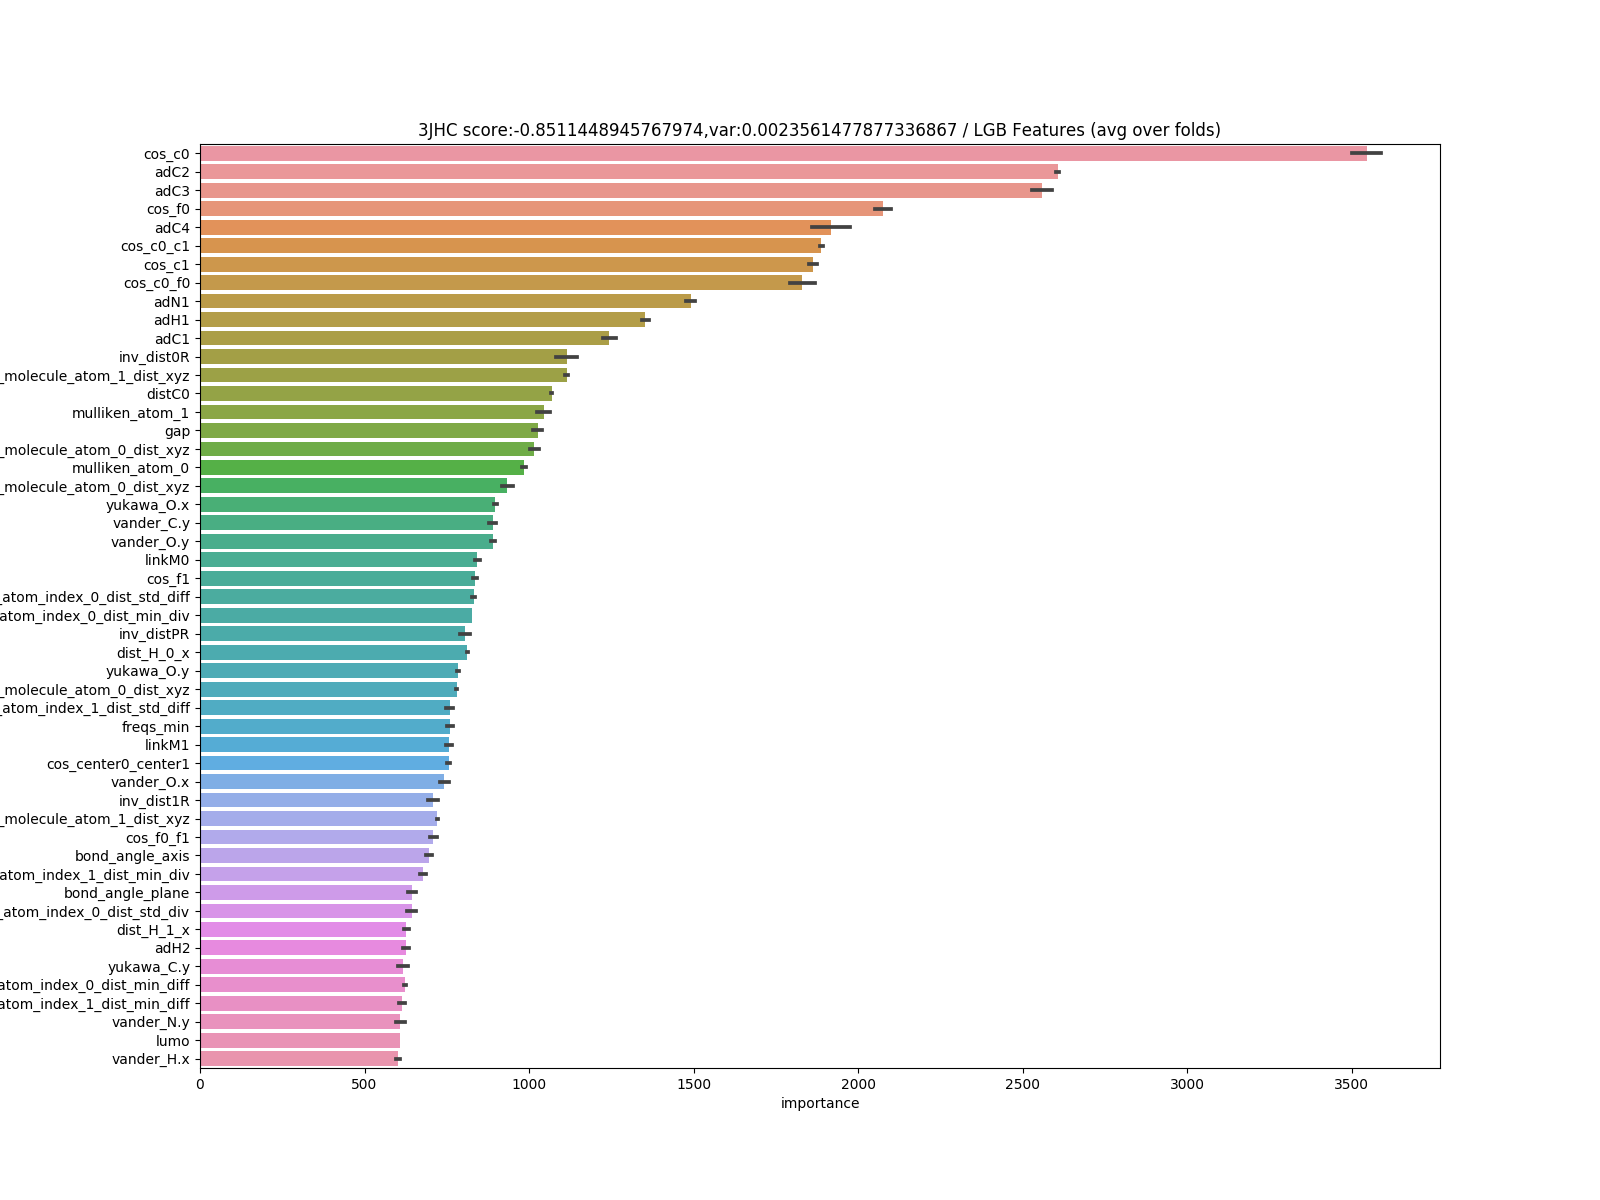 3JHC score:-0.8511448945767974,var:0.0023561477877336867 / LGB Features (avg over folds)
cos_c0
adC2
adC3
cos_f0
adC4
cos_c0_c1
cos_c1
cos_c0_f0
adN1
adH1
adC1
inv_dist0R
_molecule_atom_1_dist_xyz
distC0
mulliken_atom_1
gap
_molecule_atom_0_dist_xyz
mulliken_atom_0
_molecule_atom_0_dist_xyz
yukawa_O.x
vander_C.y
vander_O.y
linkM0
cos_f1
_atom_index_0_dist_std_diff
atom_index_0_dist_min_div
inv_distPR
dist_H_0_x
yukawa_O.y
_molecule_atom_0_dist_xyz
_atom_index_1_dist_std_diff
freqs_min
linkM1
cos_center0_center1
vander_O.x
inv_dist1R
_molecule_atom_1_dist_xyz
cos_f0_f1
bond_angle_axis
atom_index_1_dist_min_div
bond_angle_plane
_atom_index_0_dist_std_div
dist_H_1_x
adH2
yukawa_C.y
atom_index_0_dist_min_diff
atom_index_1_dist_min_diff
vander_N.y
lumo
vander_H.x
0 500 1000 1500 2000 2500 3000 3500
importance